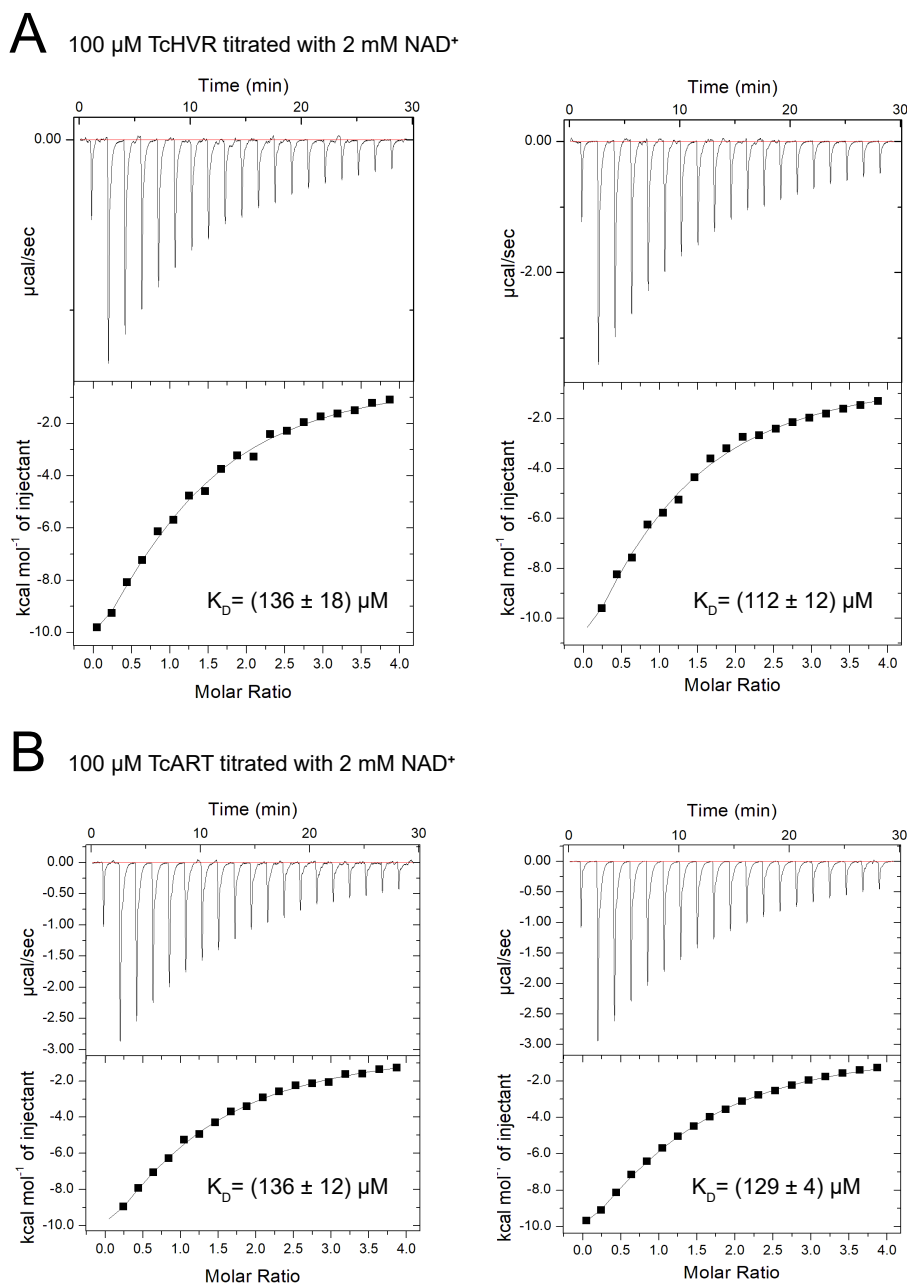 A 100 µM TcHVR titrated with 2 mM NAD⁺
Time (min)
0 10 20 30
0.00
µcal/sec
-2.0
-4.0
-6.0
-8.0
-10.0
kcal mol⁻¹ of injectant
K_D= (136 ± 18) µM
0.0 0.5 1.0 1.5 2.0 2.5 3.0 3.5 4.0
Molar Ratio
Time (min)
0 10 20 30
0.00
-2.00
µcal/sec
-2.0
-4.0
-6.0
-8.0
-10.0
kcal mol⁻¹ of injectant
K_D= (112 ± 12) µM
0.0 0.5 1.0 1.5 2.0 2.5 3.0 3.5 4.0
Molar Ratio
B 100 µM TcART titrated with 2 mM NAD⁺
Time (min)
0 10 20 30
0.00
-0.50
-1.00
-1.50
-2.00
-2.50
-3.00
µcal/sec
-2.0
-4.0
-6.0
-8.0
-10.0
kcal mol⁻¹ of injectant
K_D= (136 ± 12) µM
0.0 0.5 1.0 1.5 2.0 2.5 3.0 3.5 4.0
Molar Ratio
Time (min)
0 10 20 30
0.00
-0.50
-1.00
-1.50
-2.00
-2.50
-3.00
µcal/sec
-2.0
-4.0
-6.0
-8.0
-10.0
kcal mol⁻¹ of injectant
K_D= (129 ± 4) µM
0.0 0.5 1.0 1.5 2.0 2.5 3.0 3.5 4.0
Molar Ratio